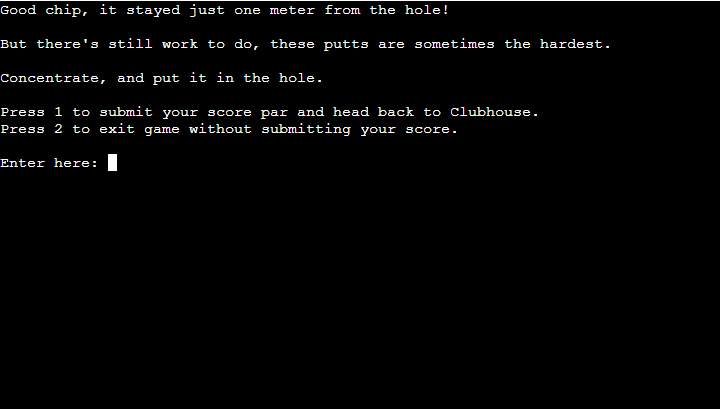 Good chip, it stayed just one meter from the hole!
But there's still work to do, these putts are sometimes the hardest.
Concentrate, and put it in the hole.
Press 1 to submit your score par and head back to Clubhouse.
Press 2 to exit game without submitting your score.
Enter here: